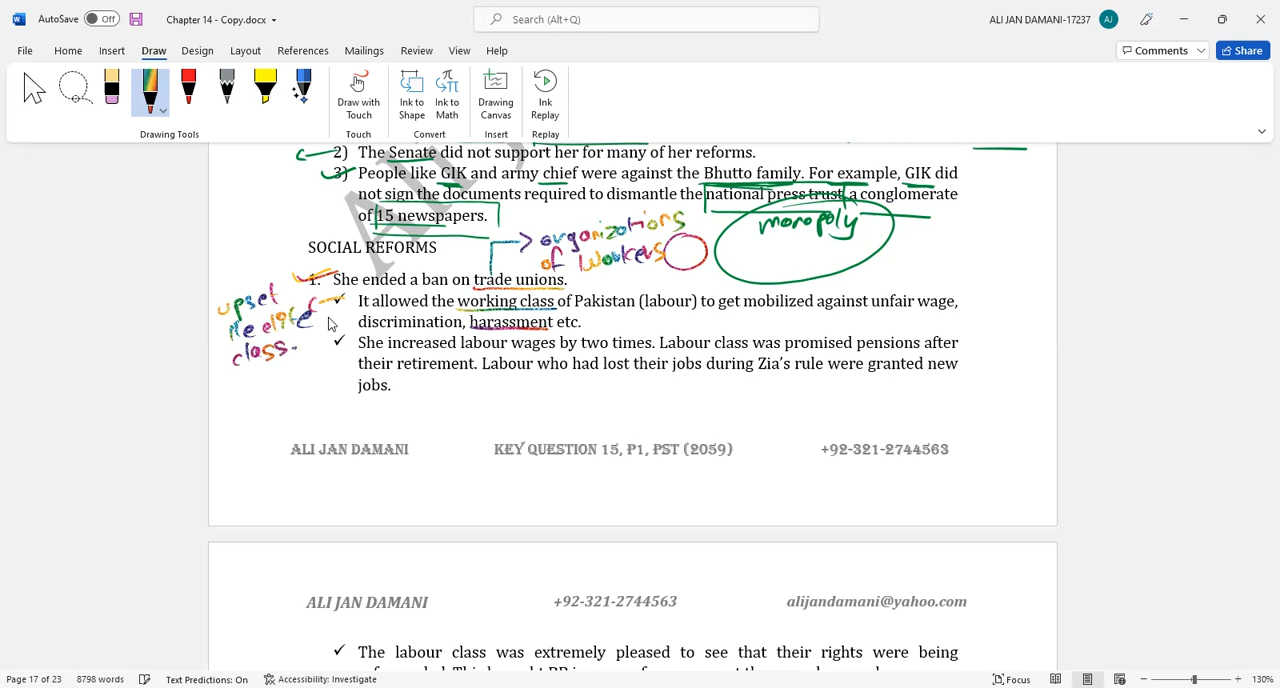 AutoSave Off Chapter 14 - Copy.docx Search (Alt+Q) ALI JAN DAMANI-17237 AJ
File Home Insert Draw Design Layout References Mailings Review View Help Comments Share
Draw with Touch Ink to Shape Ink to Math Drawing Canvas Ink Replay
Drawing Tools Touch Convert Insert Replay
2) The Senate did not support her for many of her reforms.
3) People like GIK and army chief were against the Bhutto family. For example, GIK did
not sign the documents required to dismantle the national press trust, a conglomerate
of 15 newspapers.
monopoly
SOCIAL REFORMS
organizations
of workers
1. She ended a ban on trade unions.
It allowed the working class of Pakistan (labour) to get mobilized against unfair wage,
discrimination, harassment etc.
upset
the elite
class.
She increased labour wages by two times. Labour class was promised pensions after
their retirement. Labour who had lost their jobs during Zia's rule were granted new
jobs.
ALI JAN DAMANI KEY QUESTION 15, P1, PST (2059) +92-321-2744563
ALI JAN DAMANI +92-321-2744563 alijandamani@yahoo.com
The labour class was extremely pleased to see that their rights were being
Page 17 of 23 8798 words Text Predictions: On Accessibility: Investigate Focus 130%